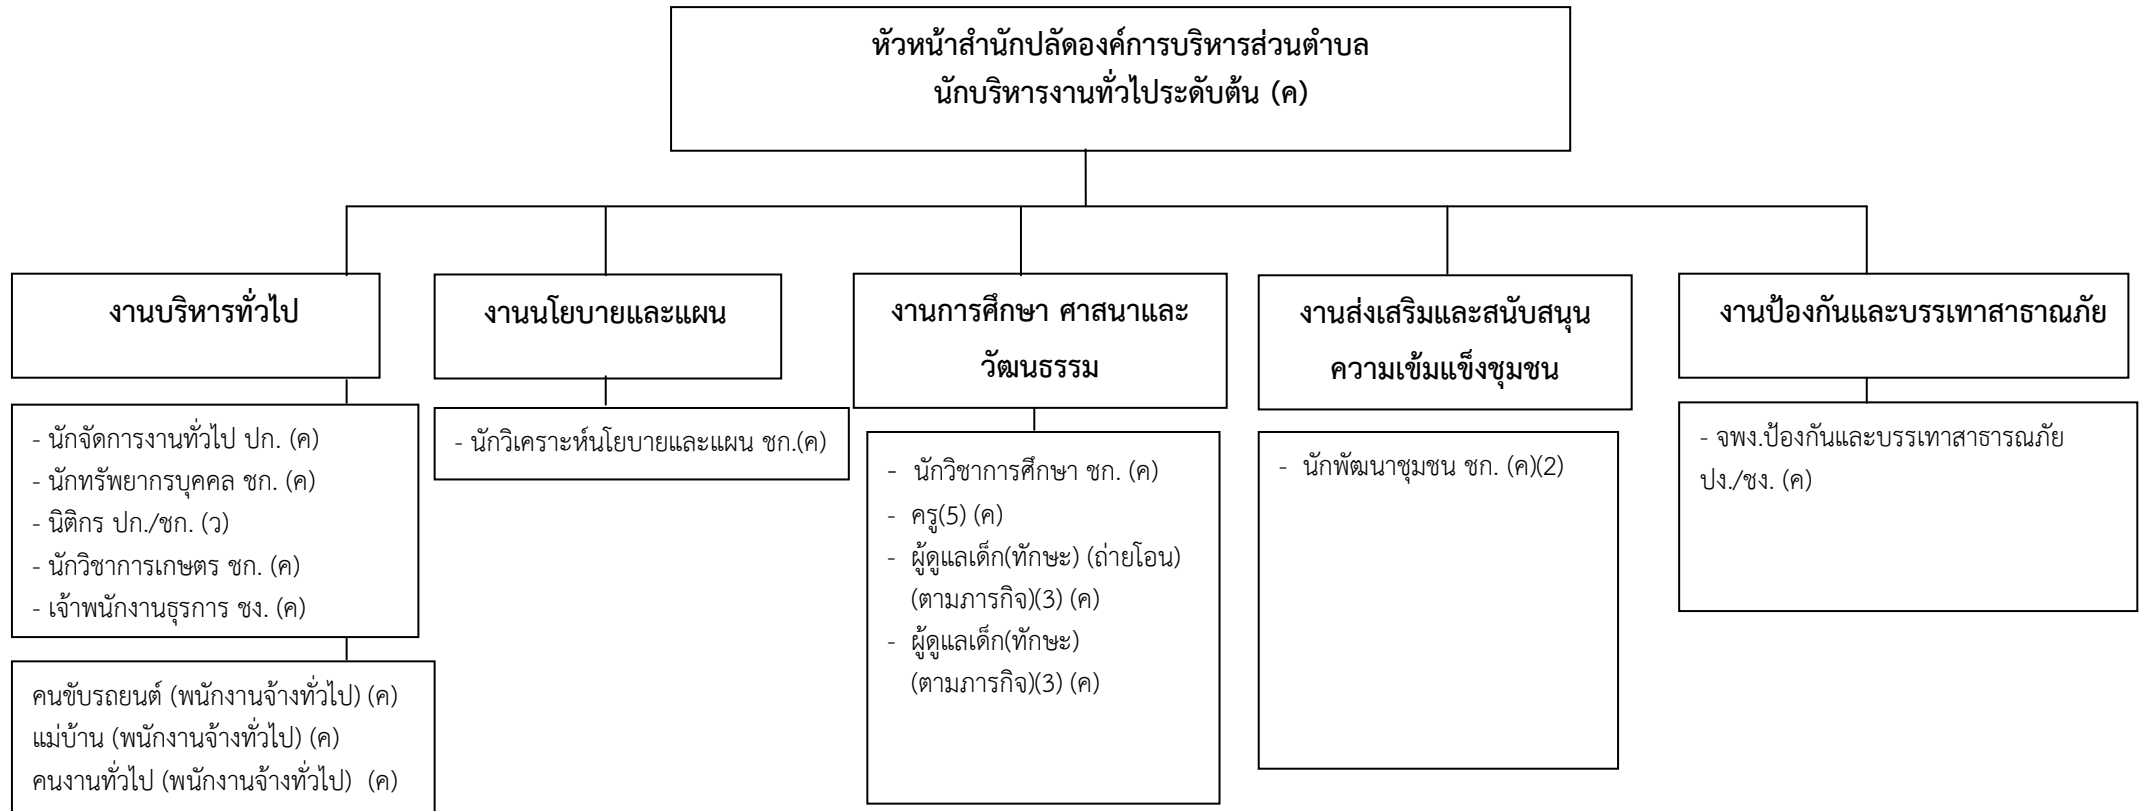 หัวหน้าสำนักปลัดองค์การบริหารส่วนตำบล
นักบริหารงานทั่วไประดับต้น (ค)
งานบริหารทั่วไป
- นักจัดการงานทั่วไป ปก. (ค)
- นักทรัพยากรบุคคล ชก. (ค)
- นิติกร ปก./ชก. (ว)
- นักวิชาการเกษตร ชก. (ค)
- เจ้าพนักงานธุรการ ชง. (ค)
คนขับรถยนต์ (พนักงานจ้างทั่วไป) (ค)
แม่บ้าน (พนักงานจ้างทั่วไป) (ค)
คนงานทั่วไป (พนักงานจ้างทั่วไป) (ค)
งานนโยบายและแผน
- นักวิเคราะห์นโยบายและแผน ชก.(ค)
งานการศึกษา ศาสนาและ
วัฒนธรรม
- นักวิชาการศึกษา ชก. (ค)
- ครู(5) (ค)
- ผู้ดูแลเด็ก(ทักษะ) (ถ่ายโอน)
(ตามภารกิจ)(3) (ค)
- ผู้ดูแลเด็ก(ทักษะ)
(ตามภารกิจ)(3) (ค)
งานส่งเสริมและสนับสนุน
ความเข้มแข็งชุมชน
- นักพัฒนาชุมชน ชก. (ค)(2)
งานป้องกันและบรรเทาสาธาณภัย
- จพง.ป้องกันและบรรเทาสาธารณภัย
ปง./ชง. (ค)